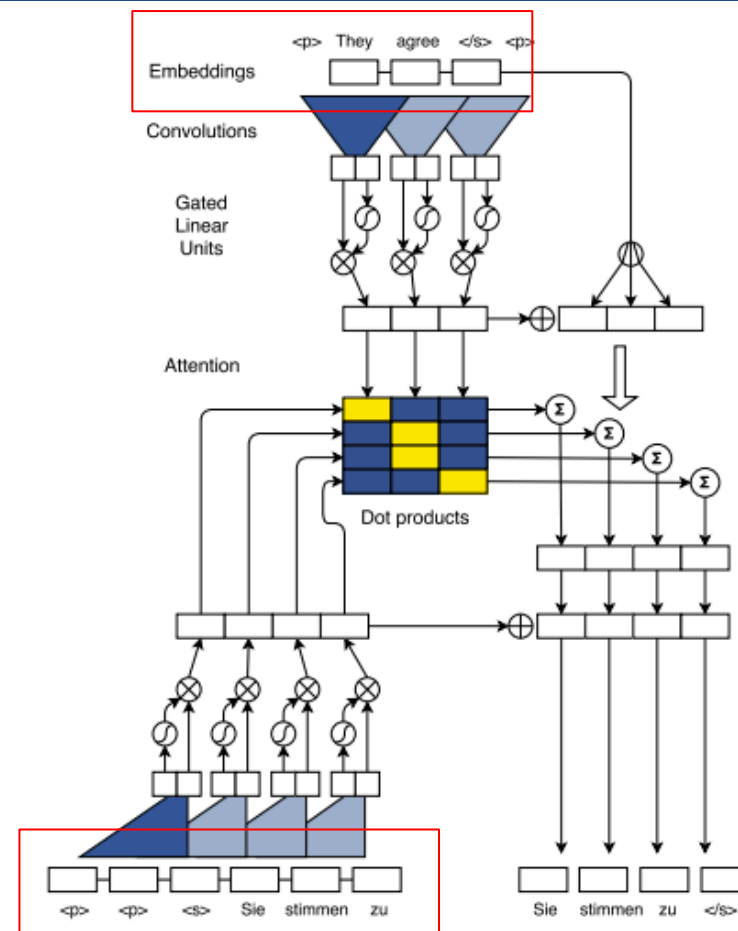 <p> They agree </s> <p>
Embeddings
Convolutions
Gated
Linear
Units
Attention
Σ
Σ
Σ
Σ
Dot products
<p> <p> <s> Sie stimmen zu
Sie stimmen zu </s>